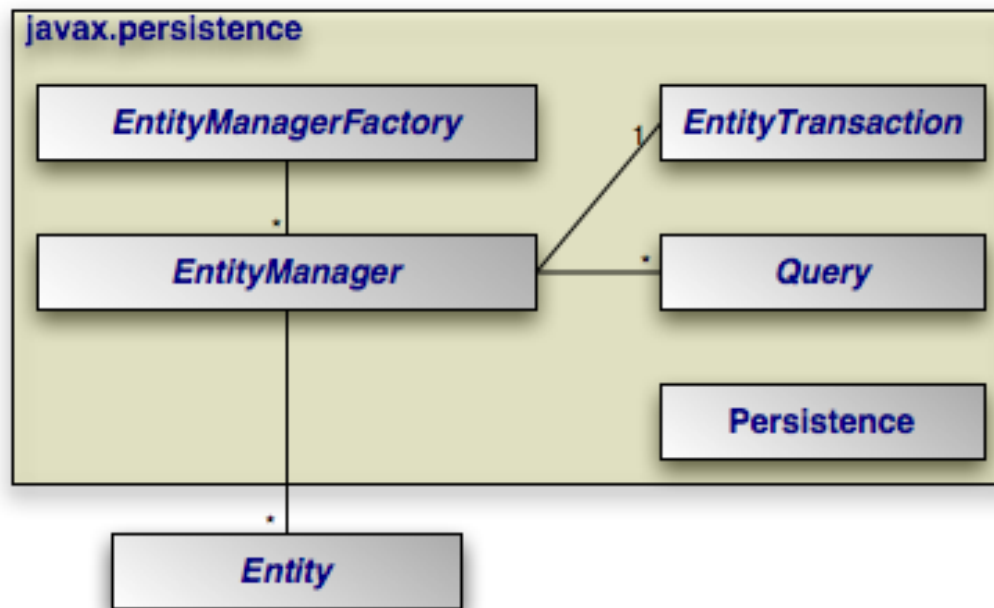 javax.persistence
EntityManagerFactory
EntityTransaction
1
*
EntityManager
*
Query
Persistence
*
Entity